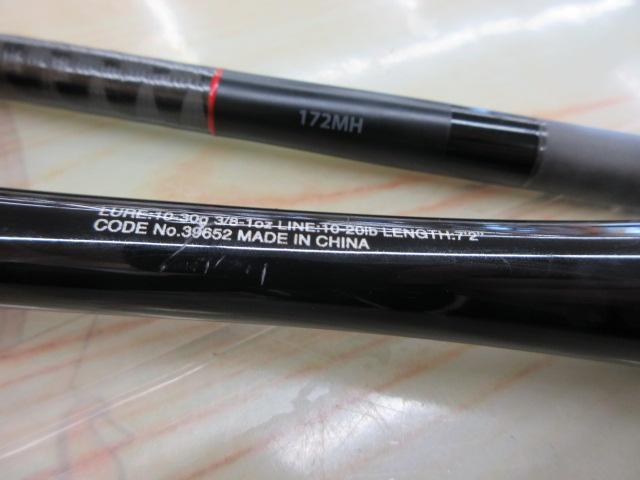 172MH
LURE:10-30g 3/8-1oz LINE:10-20lb LENGTH:7'2"
CODE No.39652 MADE IN CHINA